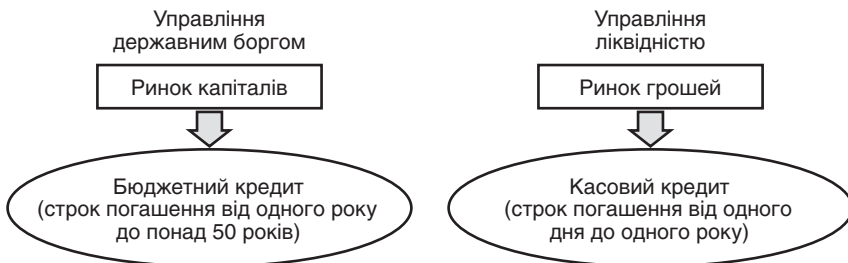 Управління
державним боргом
Ринок капіталів
Бюджетний кредит
(строк погашення від одного року
до понад 50 років)
Управління
ліквідністю
Ринок грошей
Касовий кредит
(строк погашення від одного
дня до одного року)